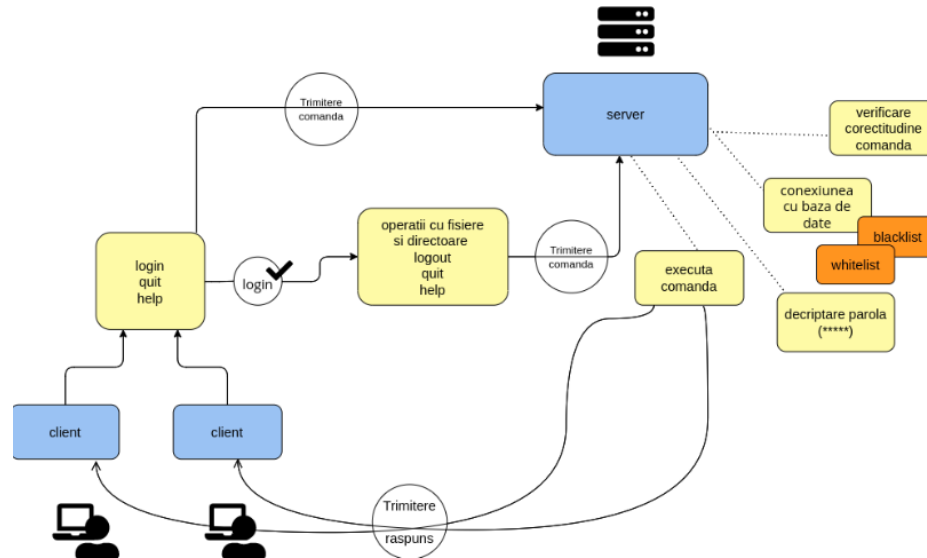 Trimitere
comanda
server
verificare
corectitudine
comanda
conexiunea
cu baza de
date
blacklist
whitelist
operatii cu fisiere
si directoare
logout
quit
help
Trimitere
comanda
login
quit
help
login
executa
comanda
decriptare parola
(*****)
client
client
Trimitere
raspuns